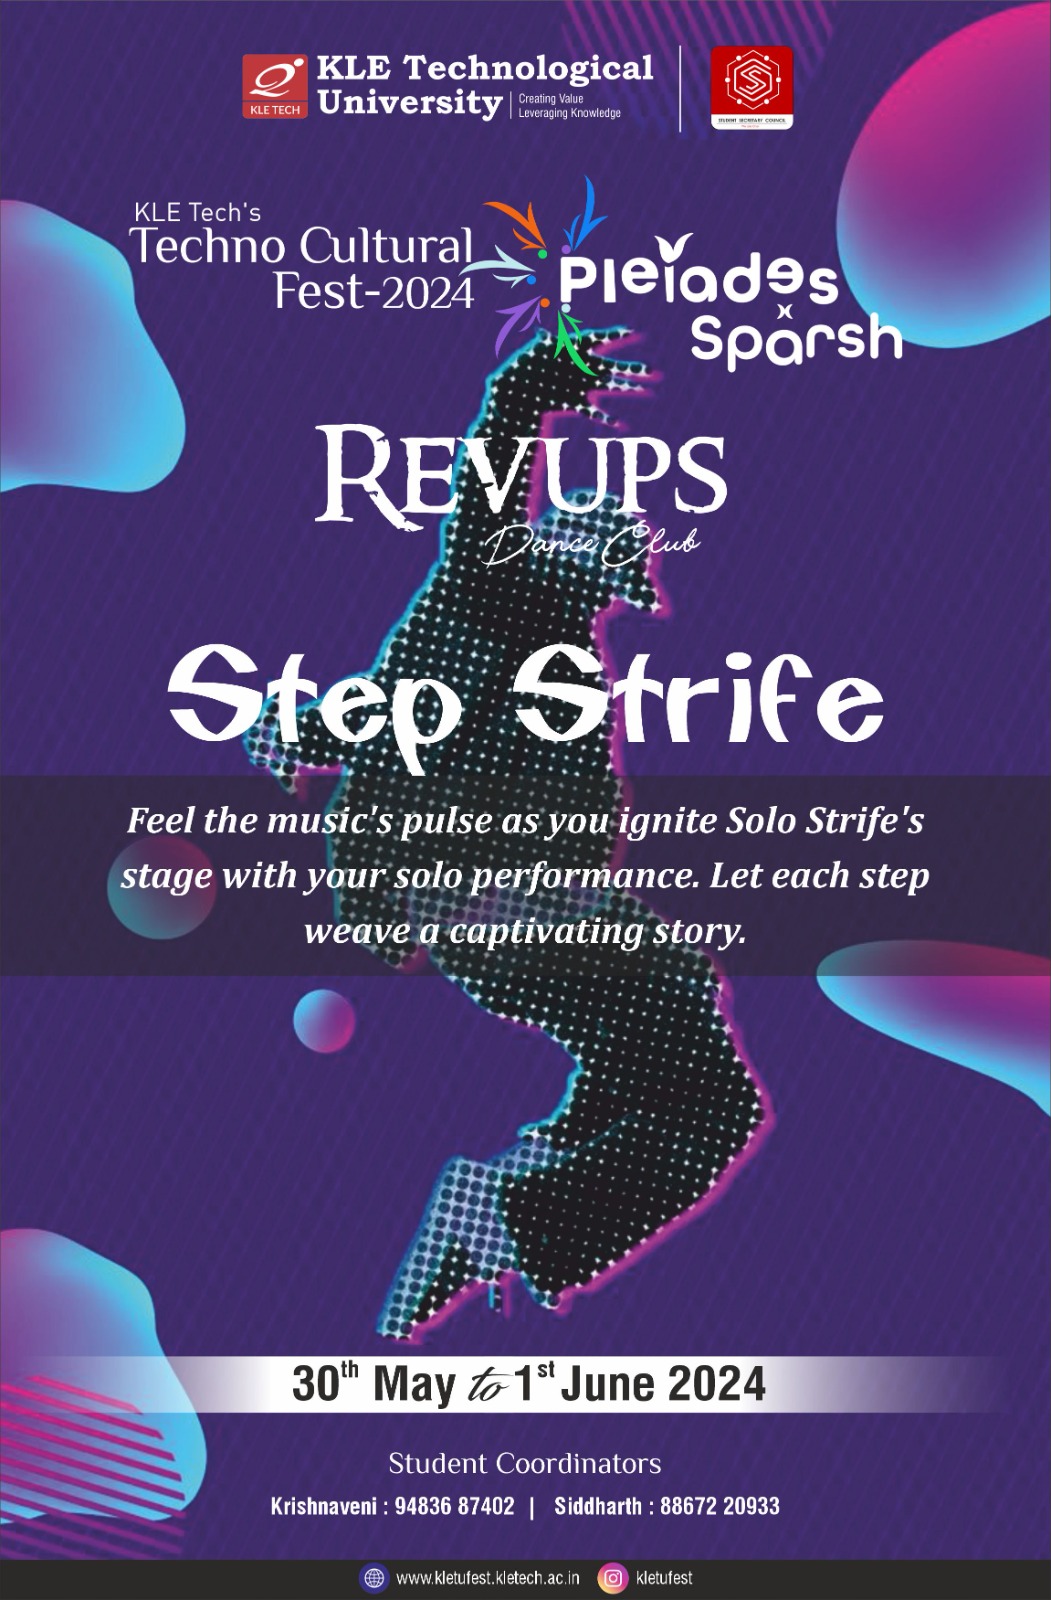 KLE TECH
KLE Technological
University
Creating Value
Leveraging Knowledge
STUDENT SECRETARY COUNCIL
KLE Tech's
Techno Cultural
Fest-2024
Pleiades
x
Sparsh
REVUPS
Dance Club
Step Strife
Feel the music's pulse as you ignite Solo Strife's
stage with your solo performance. Let each step
weave a captivating story.
30th May to 1st June 2024
Student Coordinators
Krishnaveni : 94836 87402 | Siddharth : 88672 20933
www.kletufest.kletech.ac.in kletufest